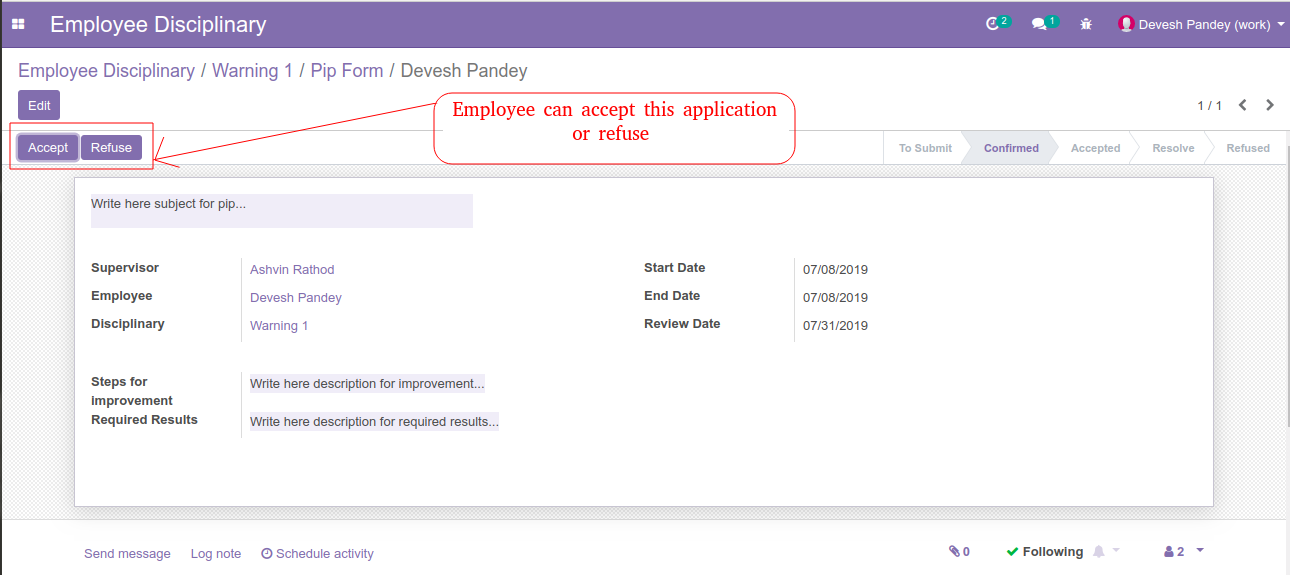 Employee Disciplinary
2
1
Devesh Pandey (work)
Employee Disciplinary / Warning 1 / Pip Form / Devesh Pandey
Edit
1 / 1
Employee can accept this application
or refuse
Accept
Refuse
To Submit
Confirmed
Accepted
Resolve
Refused
Write here subject for pip...
Supervisor
Ashvin Rathod
Employee
Devesh Pandey
Disciplinary
Warning 1
Start Date
07/08/2019
End Date
07/08/2019
Review Date
07/31/2019
Steps for
improvement
Write here description for improvement...
Required Results
Write here description for required results...
Send message
Log note
Schedule activity
0
Following
2